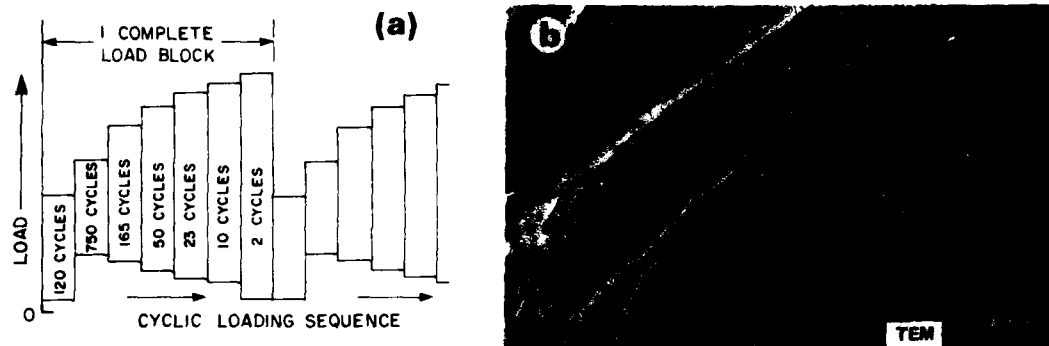 (a)
1 COMPLETE
LOAD BLOCK
LOAD
120 CYCLES
750 CYCLES
165 CYCLES
50 CYCLES
23 CYCLES
10 CYCLES
2 CYCLES
0
CYCLIC LOADING SEQUENCE
b
TEM